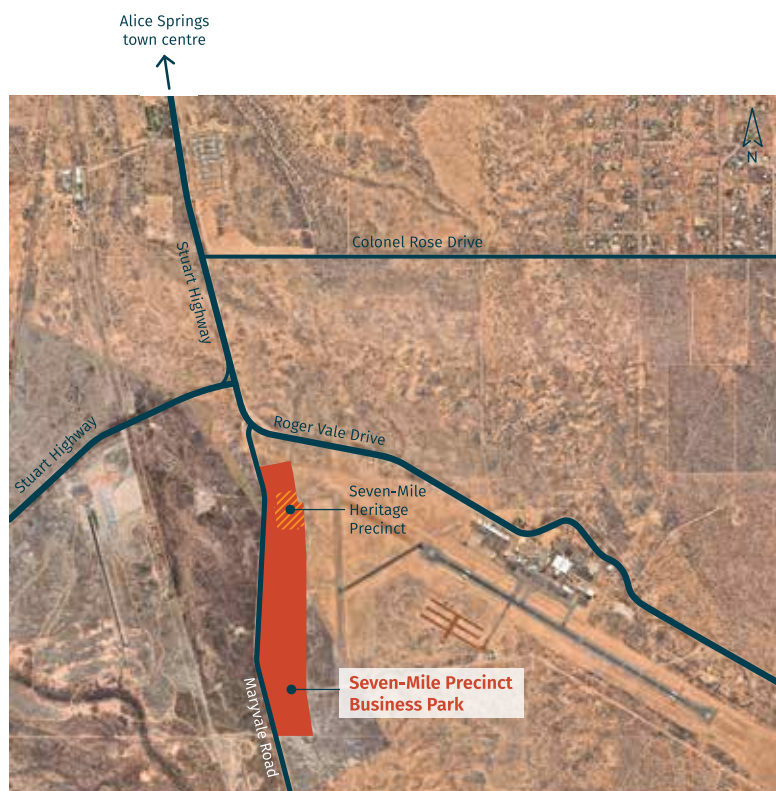 Alice Springs
town centre
N
Colonel Rose Drive
Stuart Highway
Roger Vale Drive
Stuart Highway
Seven-Mile
Heritage
Precinct
Seven-Mile Precinct
Business Park
Maryvale Road